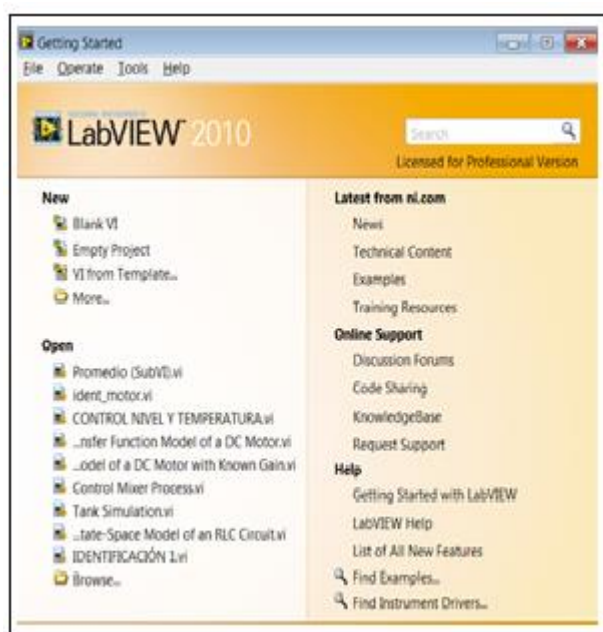 Getting Started
File Operate Tools Help
LabVIEW 2010
Search
Licensed for Professional Version
New
Blank VI
Empty Project
VI from Template...
More...
Open
Promedio (SubVI).vi
ident_motor.vi
CONTROL NIVEL Y TEMPERATURA.vi
...nsfer Function Model of a DC Motor.vi
...odel of a DC Motor with Known Gain.vi
Control Mixer Process.vi
Tank Simulation.vi
...tate-Space Model of an RLC Circuit.vi
IDENTIFICACIÓN 1.vi
Browse...
Latest from ni.com
News
Technical Content
Examples
Training Resources
Online Support
Discussion Forums
Code Sharing
KnowledgeBase
Request Support
Help
Getting Started with LabVIEW
LabVIEW Help
List of All New Features
Find Examples...
Find Instrument Drivers...